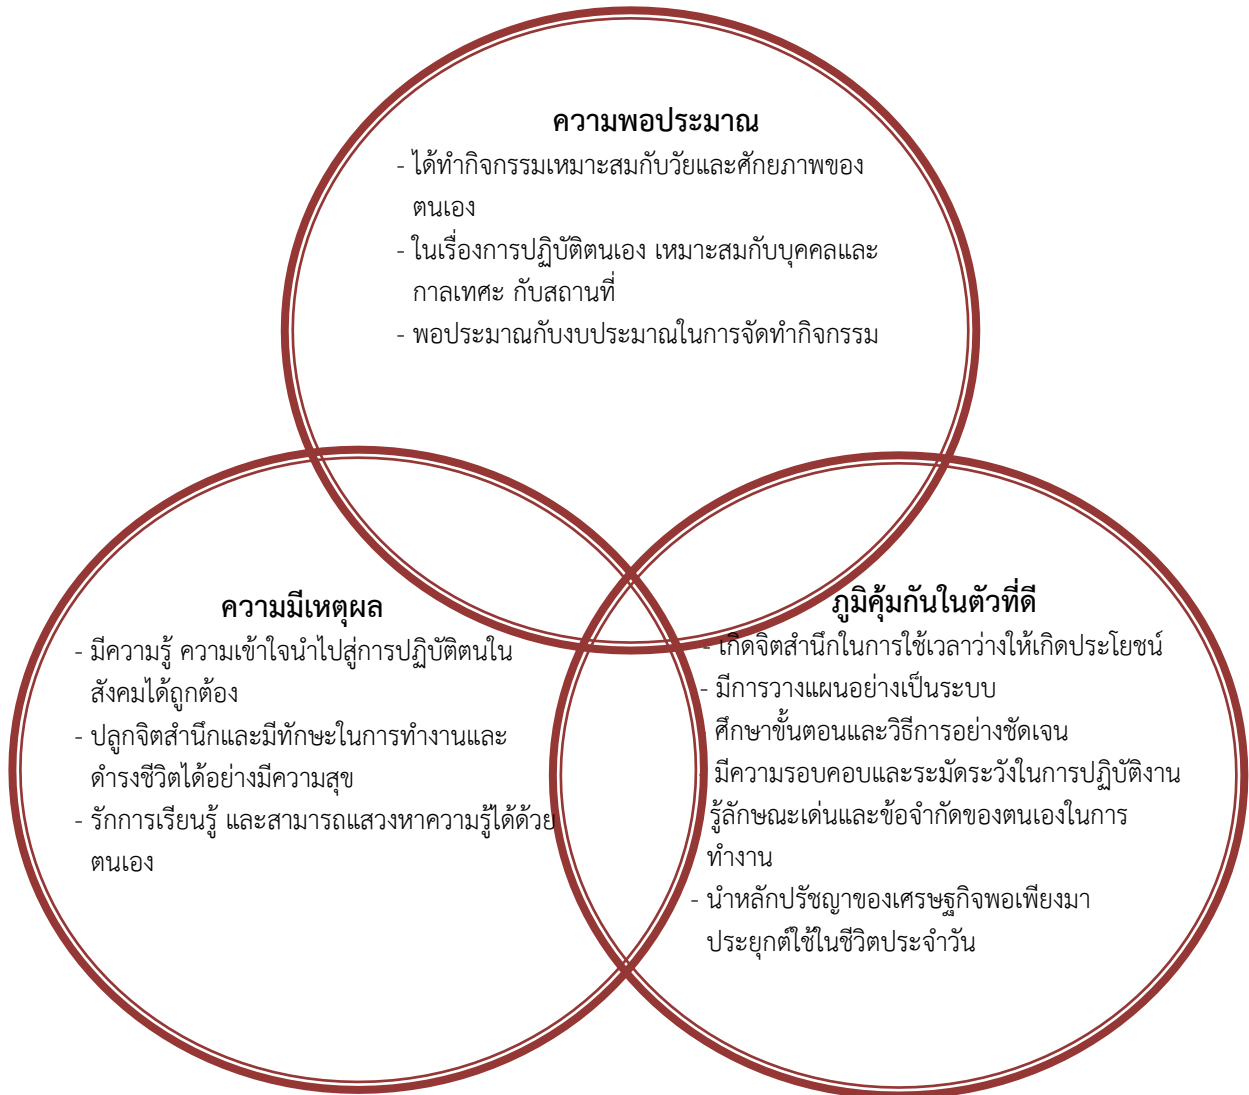 ความพอประมาณ
- ได้ทำกิจกรรมเหมาะสมกับวัยและศักยภาพของ
ตนเอง
- ในเรื่องการปฏิบัติตนเอง เหมาะสมกับบุคคลและ
กาลเทศะ กับสถานที่
- พอประมาณกับงบประมาณในการจัดทำกิจกรรม
ความมีเหตุผล
- มีความรู้ ความเข้าใจนำไปสู่การปฏิบัติตนใน
สังคมได้ถูกต้อง
- ปลูกจิตสำนึกและมีทักษะในการทำงานและ
ดำรงชีวิตได้อย่างมีความสุข
- รักการเรียนรู้ และสามารถแสวงหาความรู้ได้ด้วย
ตนเอง
ภูมิคุ้มกันในตัวที่ดี
- เกิดจิตสำนึกในการใช้เวลาว่างให้เกิดประโยชน์
- มีการวางแผนอย่างเป็นระบบ
- ศึกษาขั้นตอนและวิธีการอย่างชัดเจน
- มีความรอบคอบและระมัดระวังในการปฏิบัติงาน
รู้ลักษณะเด่นและข้อจำกัดของตนเองในการ
ทำงาน
- นำหลักปรัชญาของเศรษฐกิจพอเพียงมา
ประยุกต์ใช้ในชีวิตประจำวัน